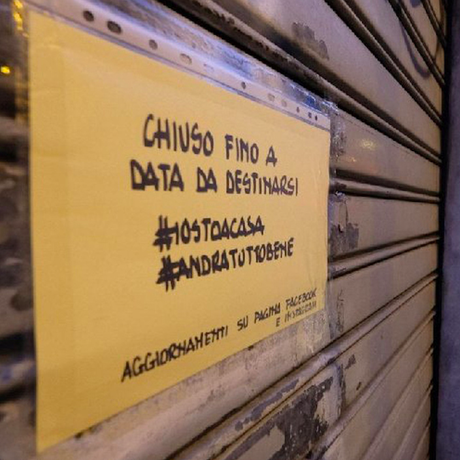 CHIUSO FINO A
DATA DA DESTINARSI
#IOSTOACASA
#ANDRATUTTOBENE
AGGIORNAMENTI SU PAGINA FACEBOOK
E INSTAGRAM